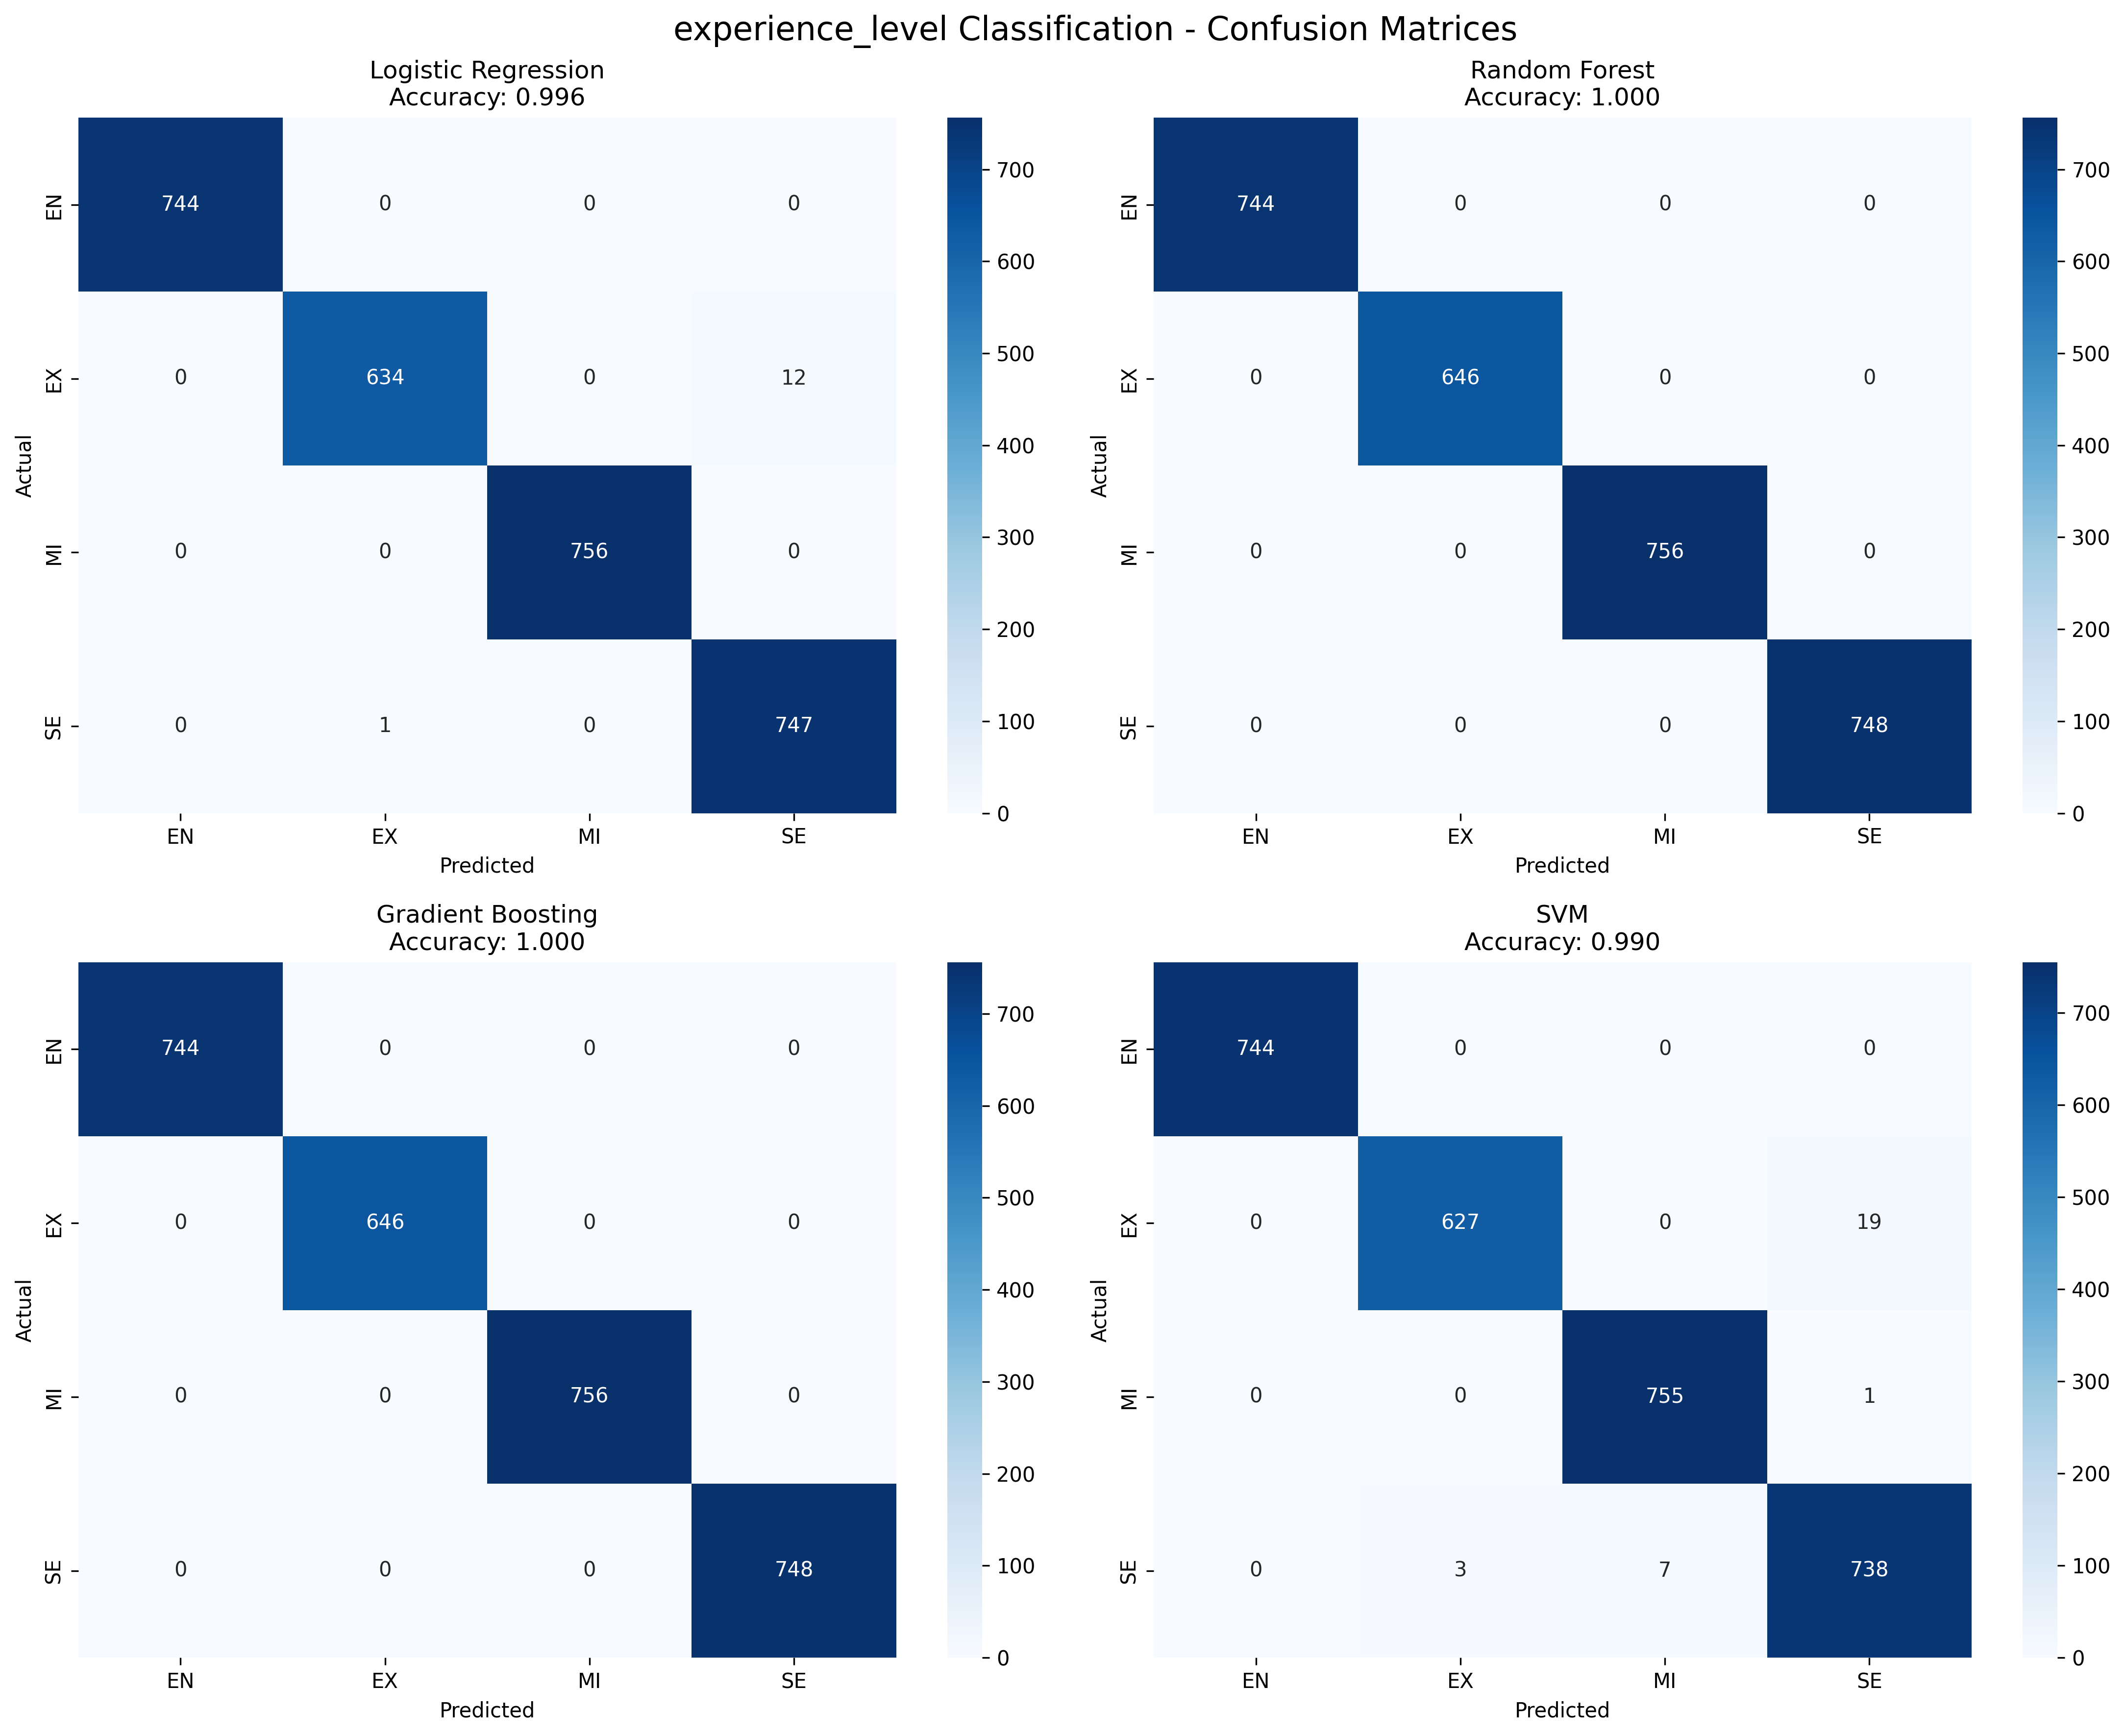 experience_level Classification - Confusion Matrices
Logistic Regression
Accuracy: 0.996
EN 744 0 0 0
EX 0 634 0 12
MI 0 0 756 0
SE 0 1 0 747
EN EX MI SE
Actual
Predicted
700
600
500
400
300
200
100
0
Random Forest
Accuracy: 1.000
EN 744 0 0 0
EX 0 646 0 0
MI 0 0 756 0
SE 0 0 0 748
EN EX MI SE
Actual
Predicted
700
600
500
400
300
200
100
0
Gradient Boosting
Accuracy: 1.000
EN 744 0 0 0
EX 0 646 0 0
MI 0 0 756 0
SE 0 0 0 748
EN EX MI SE
Actual
Predicted
700
600
500
400
300
200
100
0
SVM
Accuracy: 0.990
EN 744 0 0 0
EX 0 627 0 19
MI 0 0 755 1
SE 0 3 7 738
EN EX MI SE
Actual
Predicted
700
600
500
400
300
200
100
0